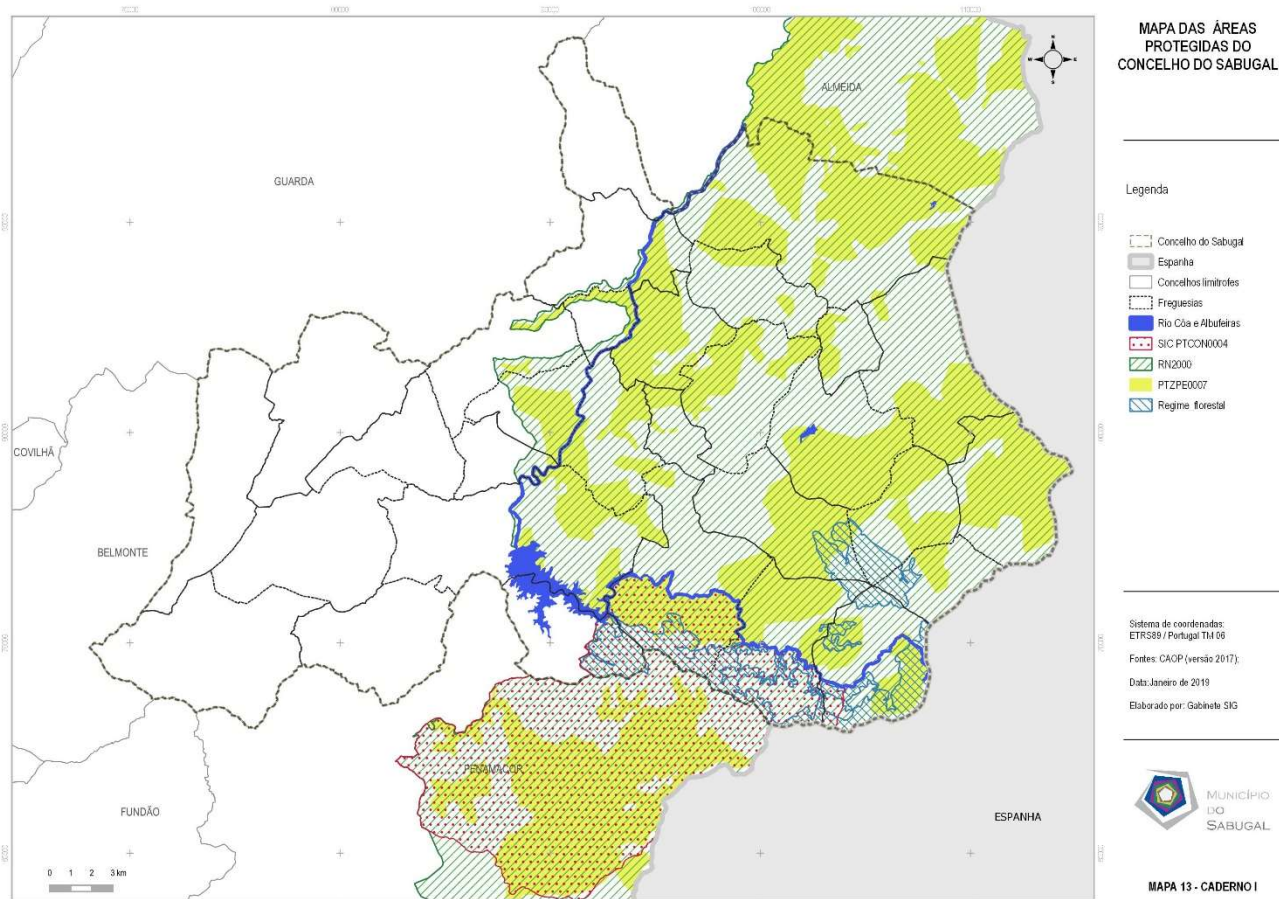 MAPA DAS ÁREAS
PROTEGIDAS DO
CONCELHO DO SABUGAL
N
W E
S
ALMEIDA
GUARDA
COVILHÃ
BELMONTE
PENAMACOR
FUNDÃO
ESPANHA
0 1 2 3 km
Legenda
Concelho do Sabugal
Espanha
Concelhos limítrofes
Freguesias
Rio Côa e Albufeiras
SIC PTCON0004
RN2000
PTZPE0007
Regime florestal
Sistema de coordenadas:
ETRS89 / Portugal TM 06
Fontes: CAOP (versão 2017);
Data:Janeiro de 2019
Elaborado por: Gabinete SIG
MUNICÍPIO
DO
SABUGAL
MAPA 13 - CADERNO I